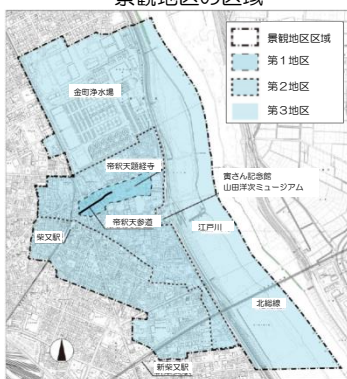 景観地区の区域
景観地区区域
第1地区
第2地区
第3地区
金町浄水場
帝釈天題経寺
寅さん記念館
山田洋次ミュージアム
帝釈天参道
江戸川
柴又駅
北総線
新柴又駅